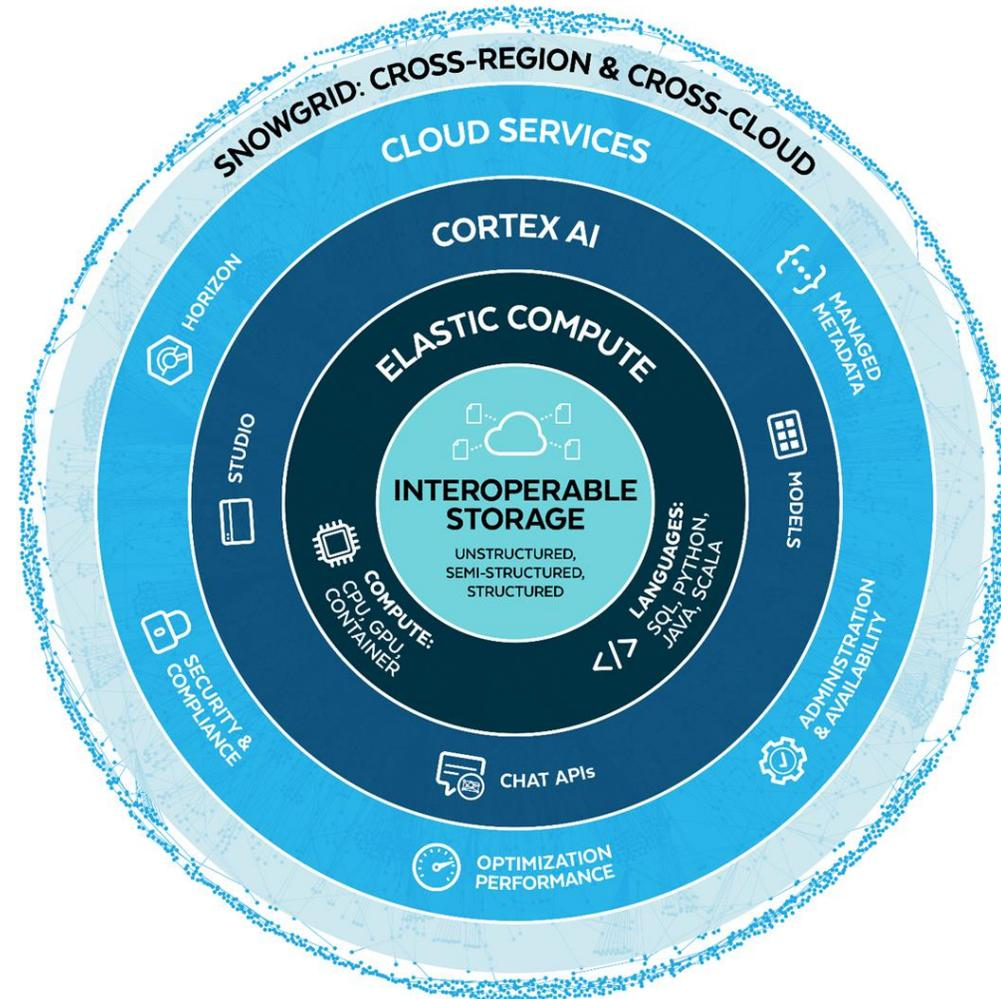 SNOWGRID: CROSS-REGION & CROSS-CLOUD
CLOUD SERVICES
CORTEX AI
ELASTIC COMPUTE
HORIZON
MANAGED
METADATA
STUDIO
MODELS
INTEROPERABLE
STORAGE
UNSTRUCTURED,
SEMI-STRUCTURED,
STRUCTURED
COMPUTE:
CPU, GPU,
CONTAINER
LANGUAGES:
SQL, PYTHON,
JAVA, SCALA
</>
SECURITY &
COMPLIANCE
ADMINISTRATION
& AVAILABILITY
CHAT APIs
OPTIMIZATION
PERFORMANCE